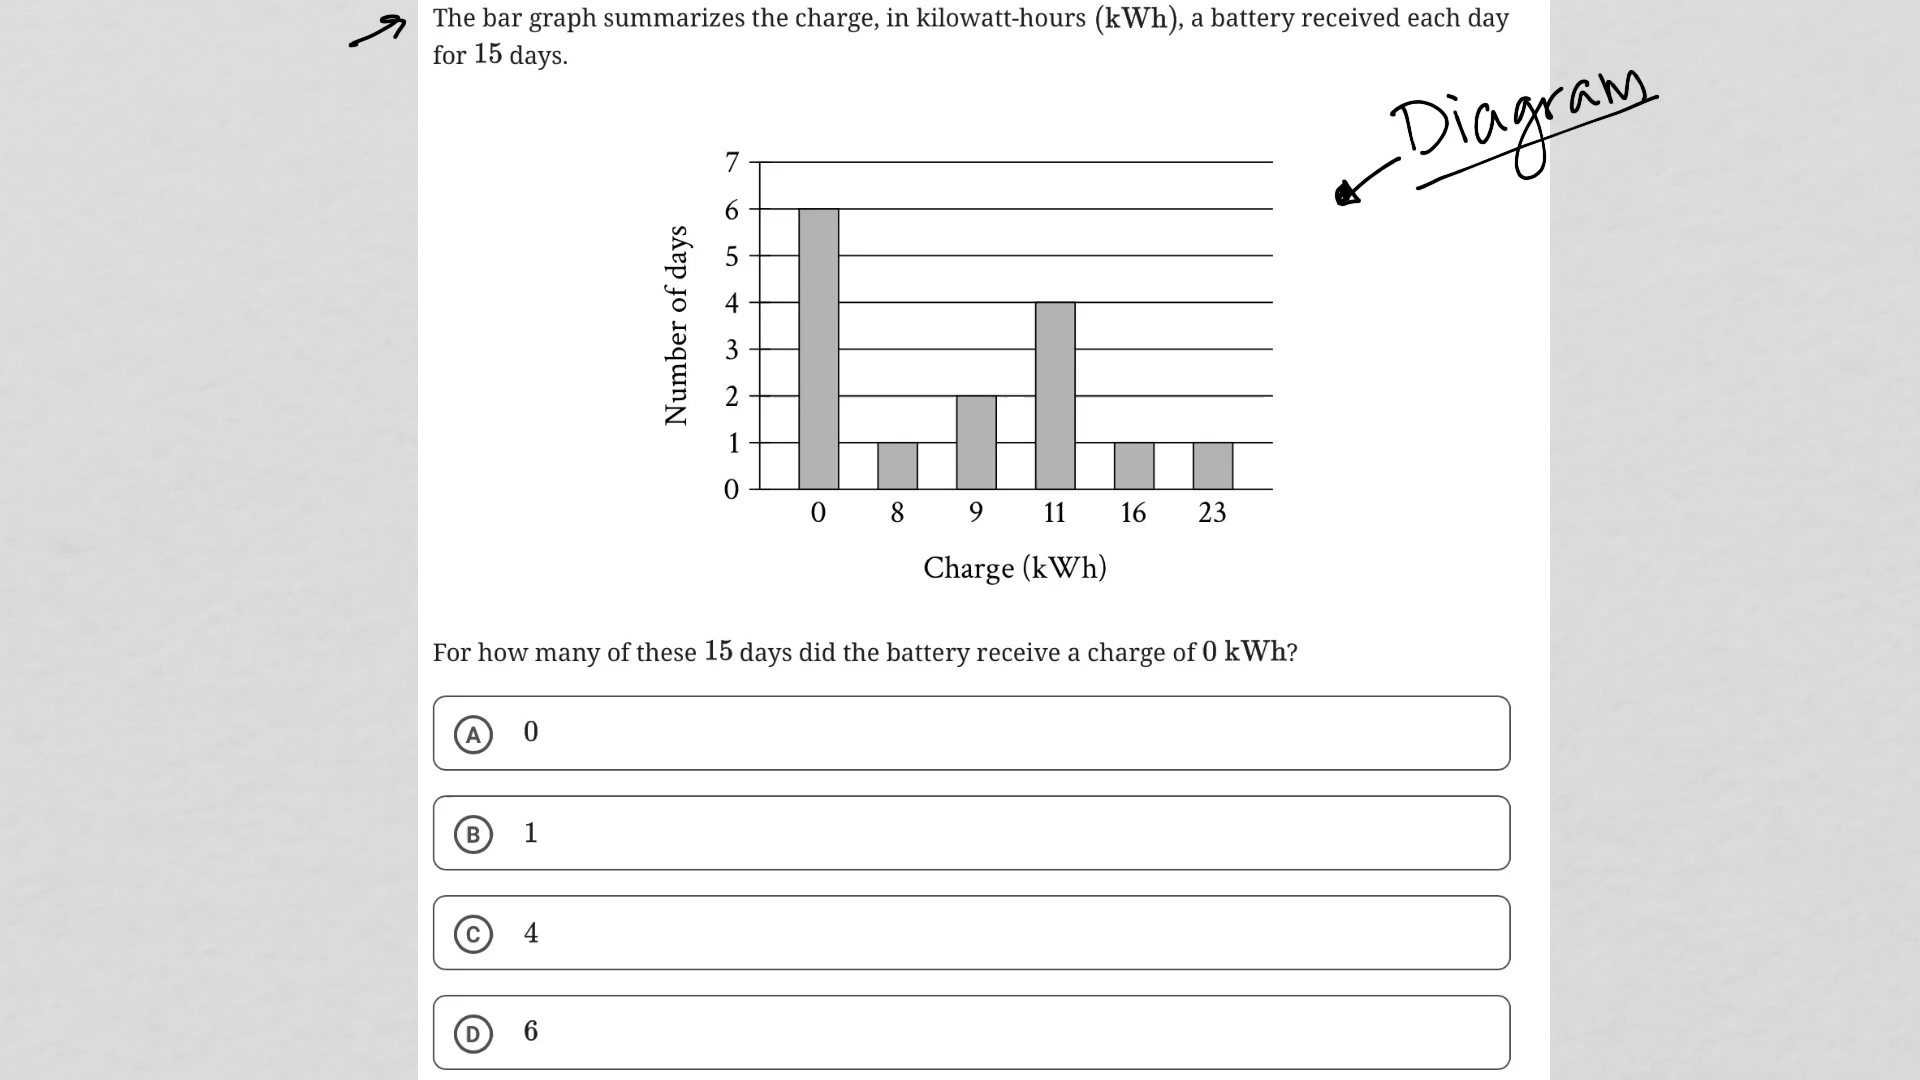 The bar graph summarizes the charge, in kilowatt-hours (kWh), a battery received each day
for 15 days.
Diagram
7
6
5
4
3
2
1
0
Number of days
0 8 9 11 16 23
Charge (kWh)
For how many of these 15 days did the battery receive a charge of 0 kWh?
A 0
B 1
C 4
D 6